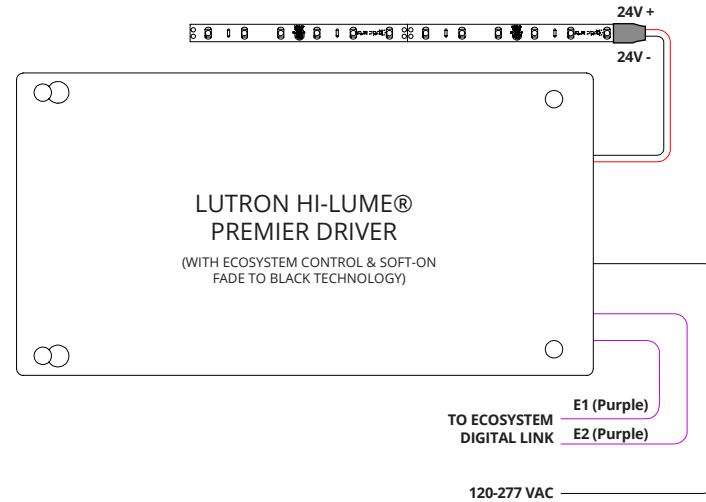 24V +
24V -
LUTRON HI-LUME®
PREMIER DRIVER
(WITH ECOSYSTEM CONTROL & SOFT-ON
FADE TO BLACK TECHNOLOGY)
E1 (Purple)
TO ECOSYSTEM
DIGITAL LINK
E2 (Purple)
120-277 VAC